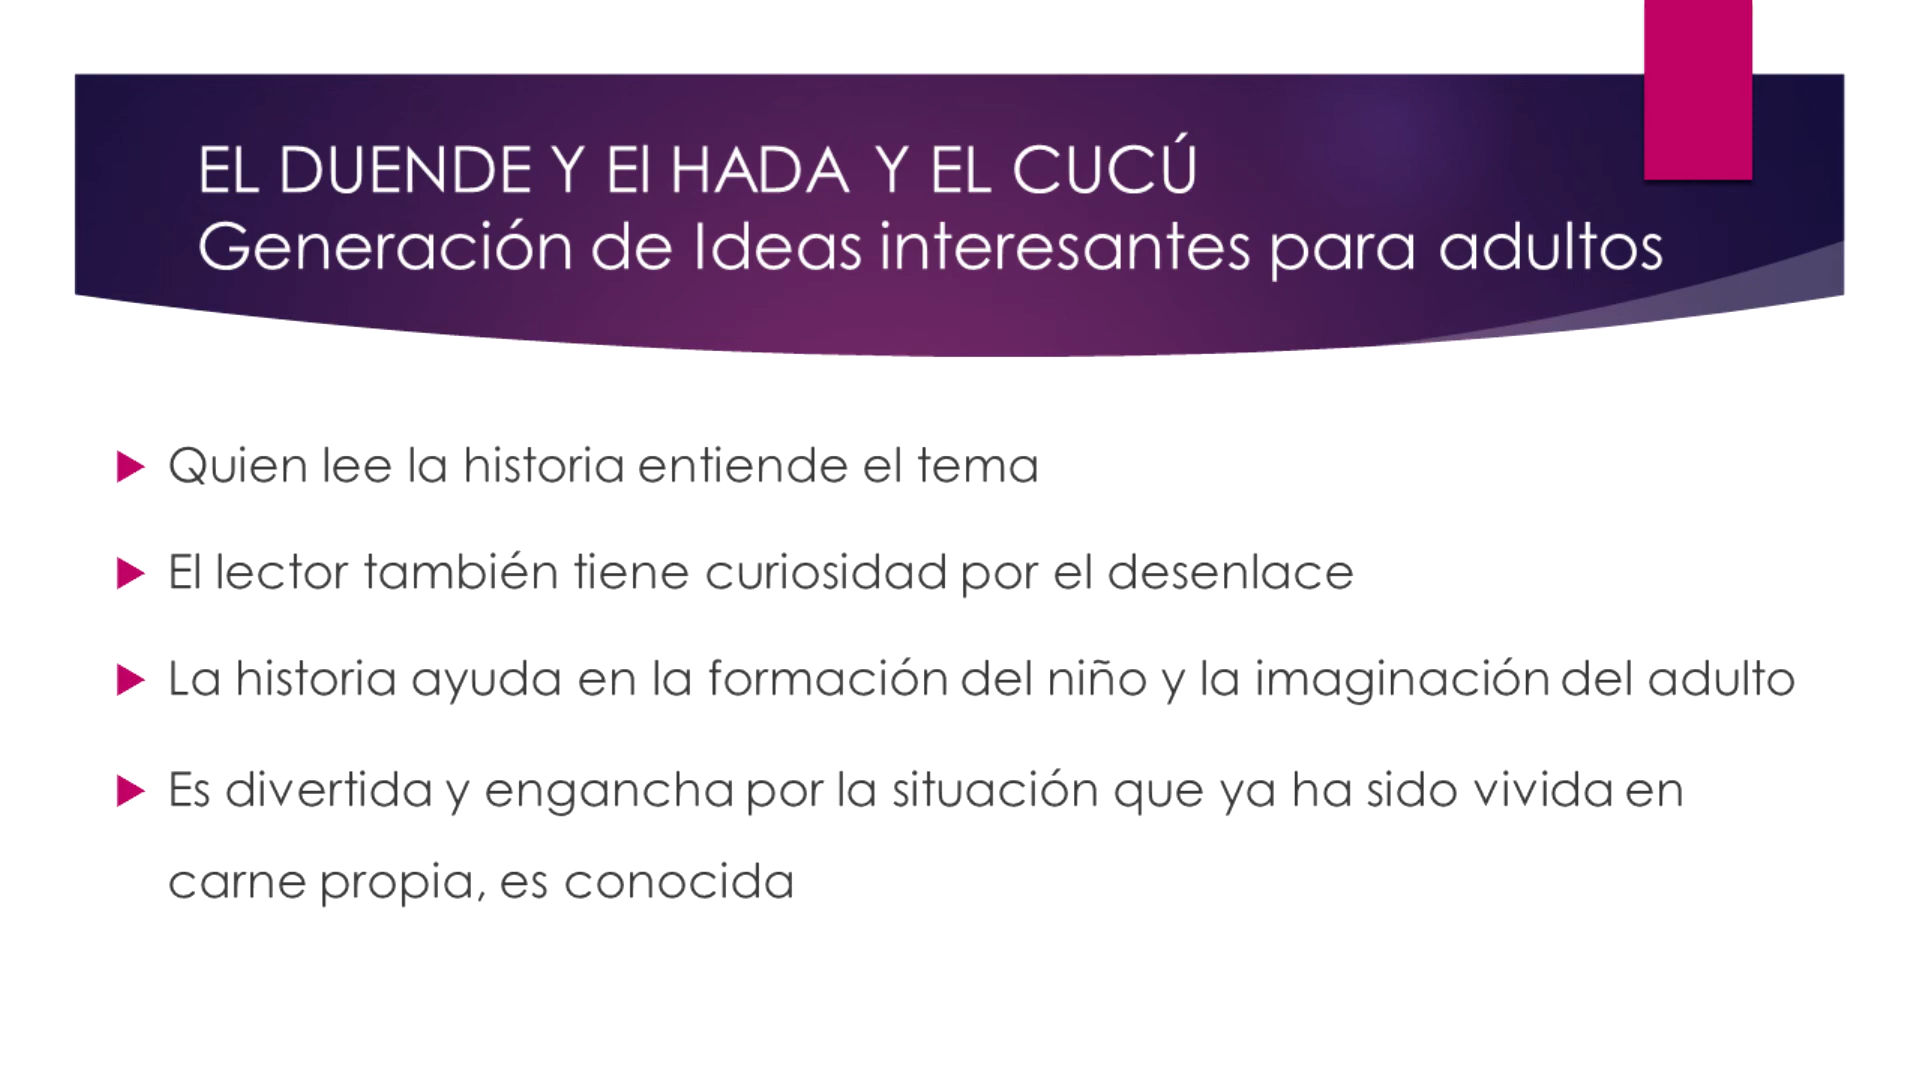 EL DUENDE Y El HADA Y EL CUCÚ
Generación de Ideas interesantes para adultos
Quien lee la historia entiende el tema
El lector también tiene curiosidad por el desenlace
La historia ayuda en la formación del niño y la imaginación del adulto
Es divertida y engancha por la situación que ya ha sido vivida en
carne propia, es conocida